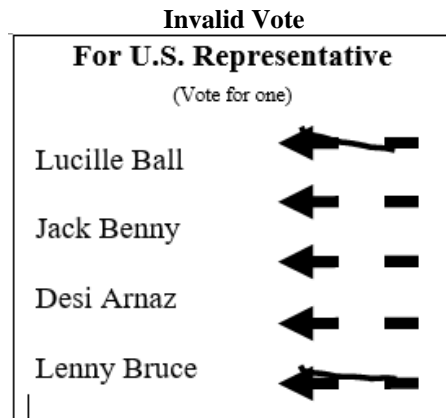 Invalid Vote
For U.S. Representative
(Vote for one)
Lucille Ball
Jack Benny
Desi Arnaz
Lenny Bruce